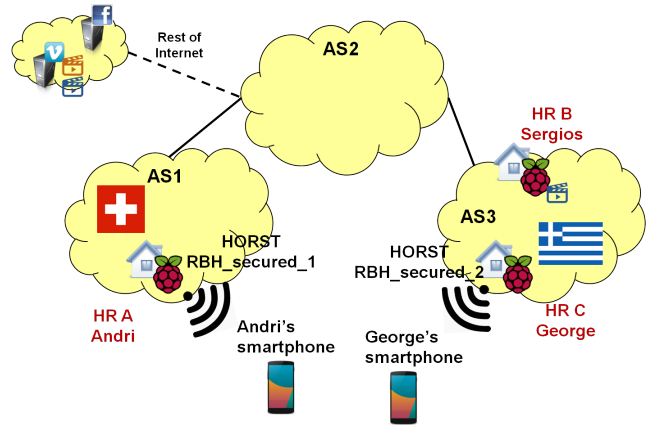 Rest of
Internet
AS2
HR B
Sergios
AS1
AS3
HORST
RBH_secured_1
HORST
RBH_secured_2
HR A
Andri
HR C
George
Andri's
smartphone
George's
smartphone